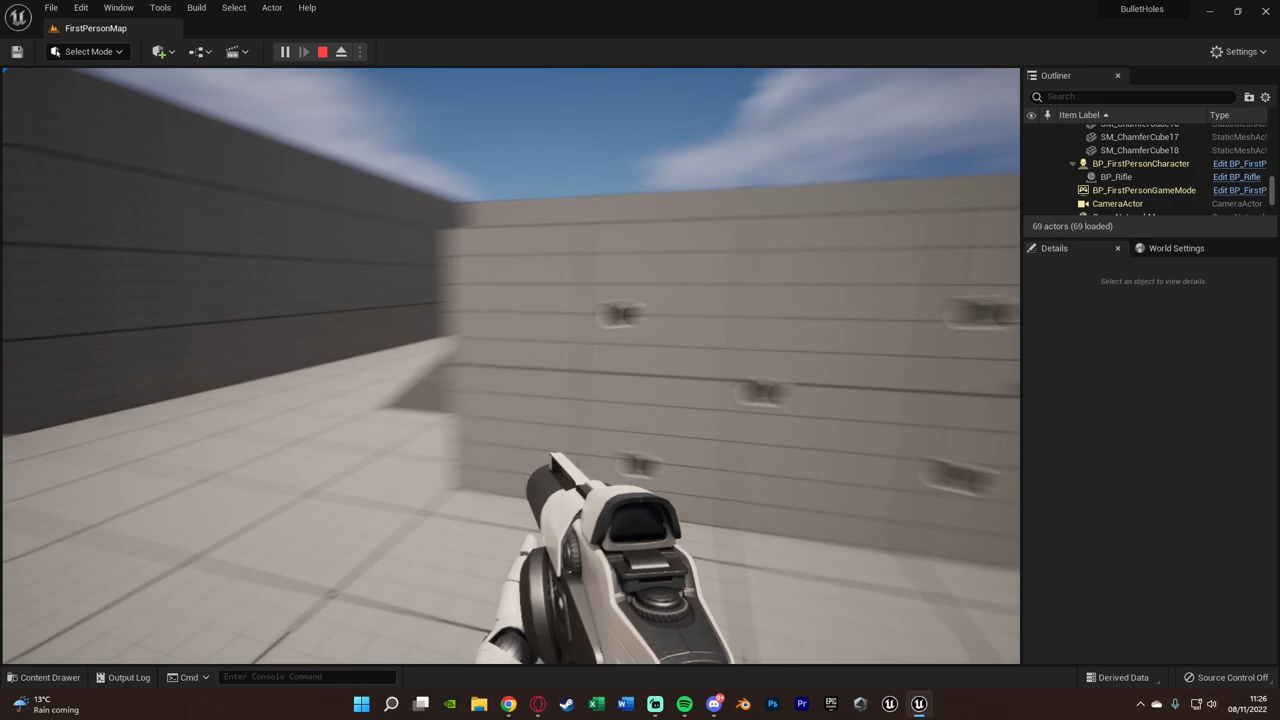 File Edit Window Tools Build Select Actor Help
BulletHoles
FirstPersonMap
Select Mode
Settings
Outliner
Search...
Item Label Type
SM_ChamferCube17 StaticMeshAct
SM_ChamferCube18 StaticMeshAct
BP_FirstPersonCharacter Edit BP_FirstP
BP_Rifle Edit BP_Rifle
BP_FirstPersonGameMode Edit BP_FirstP
CameraActor CameraActor
69 actors (69 loaded)
Details World Settings
Select an object to view details.
Content Drawer Output Log Cmd Enter Console Command
Derived Data Source Control Off
13°C
Rain coming
11:26
08/11/2022